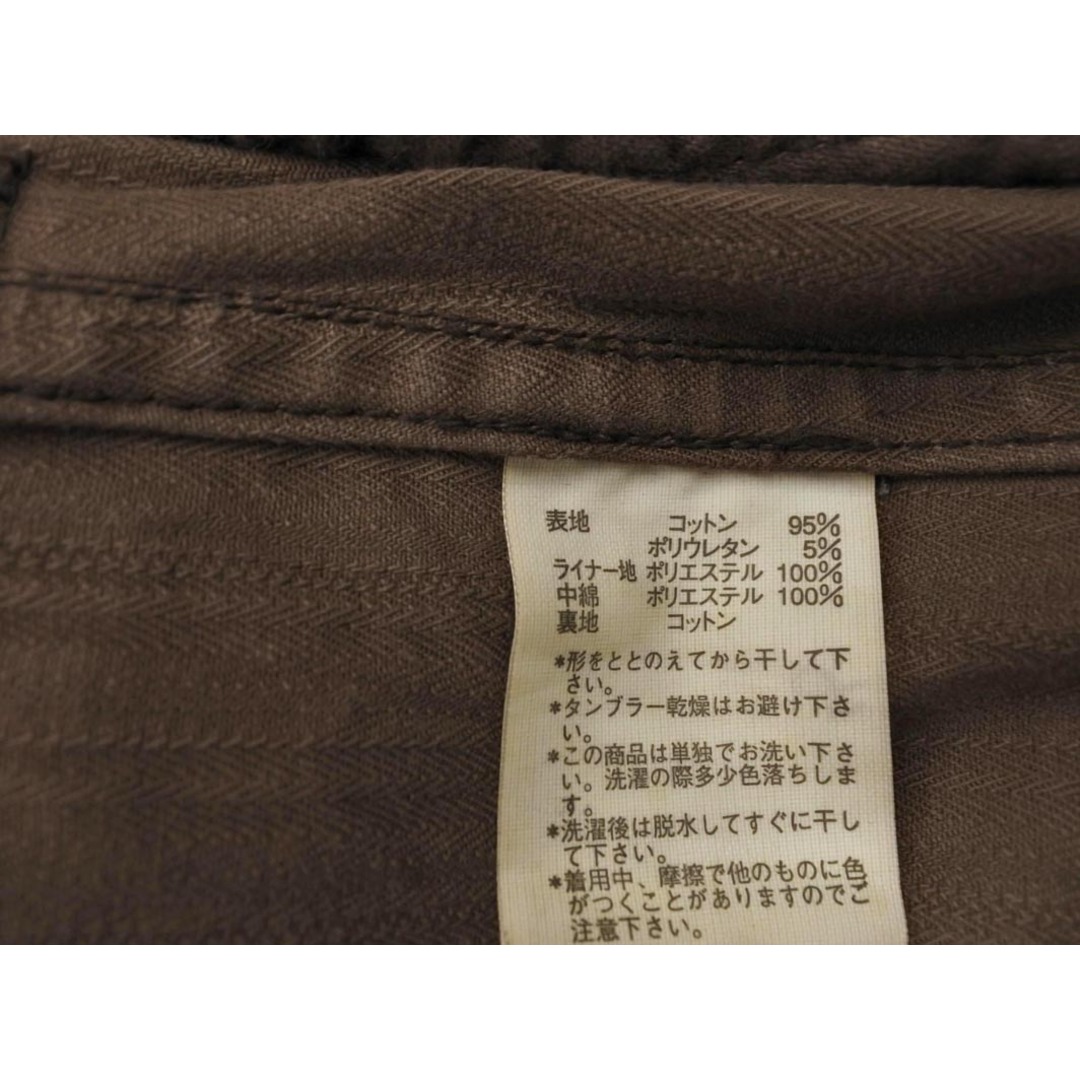 表地 コットン 95%
ポリウレタン 5%
ライナー地 ポリエステル 100%
中綿 ポリエステル 100%
裏地 コットン
*形をととのえてから干して下
さい。
*タンブラー乾燥はお避け下さ
い。
*この商品は単独でお洗い下さ
い。洗濯の際多少色落ちしま
す。
*洗濯後は脱水してすぐに干し
て下さい。
*着用中、摩擦で他のものに色
がつくことがありますのでご
注意下さい。